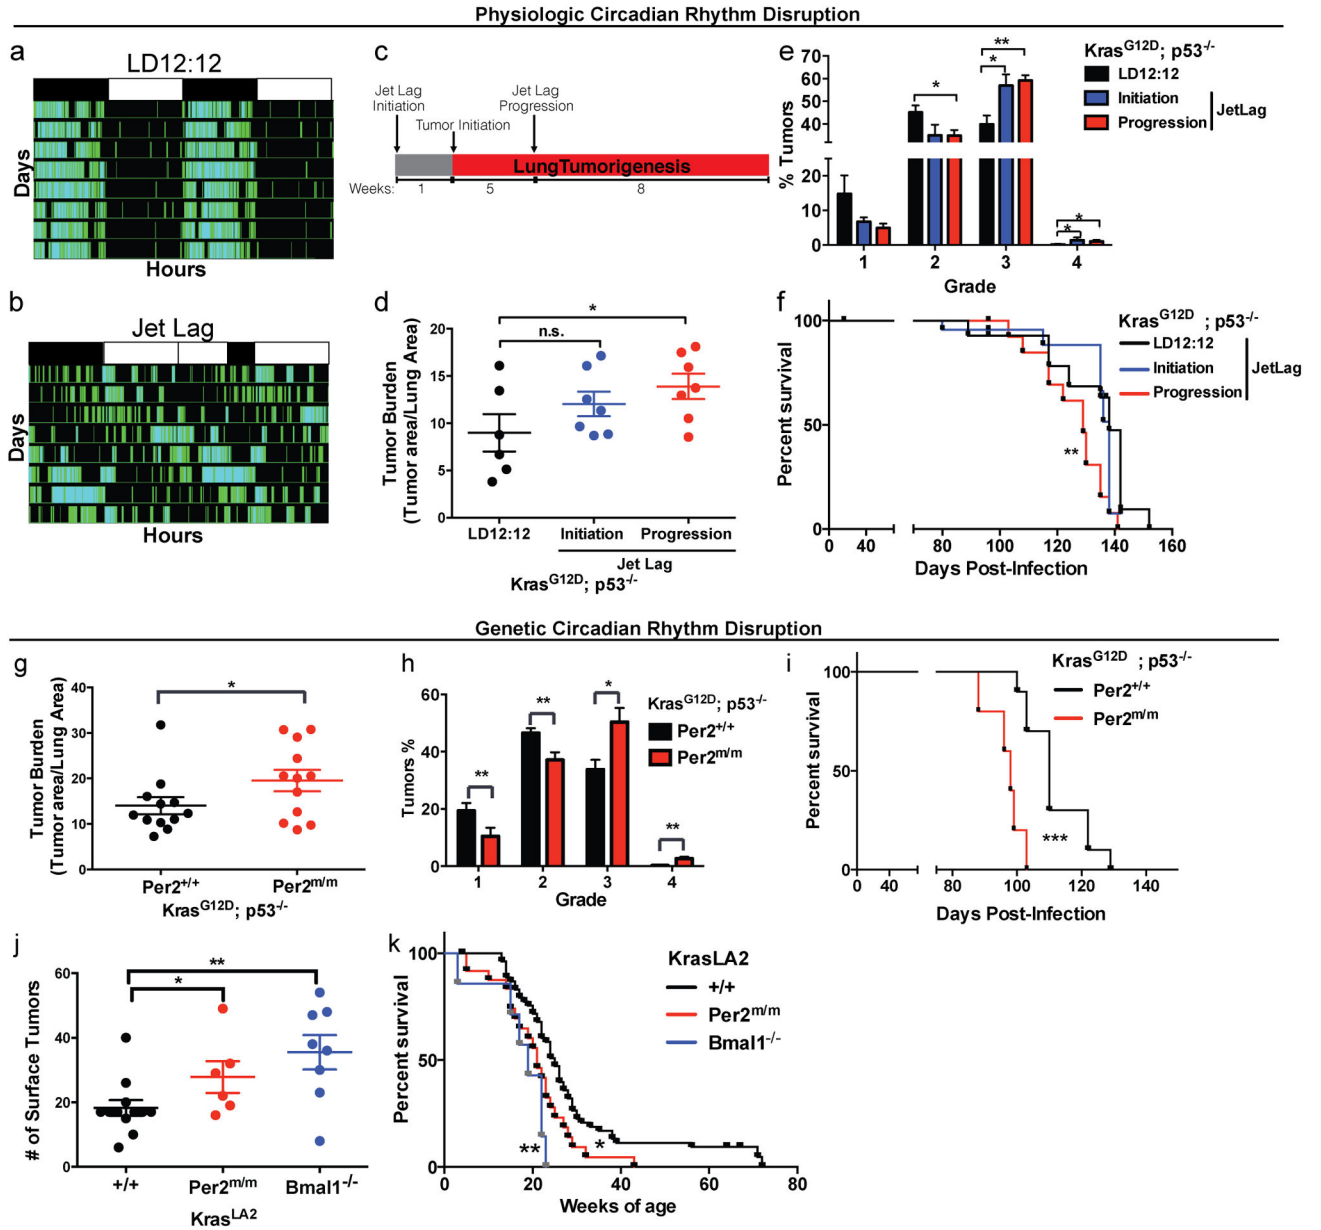 Physiologic Circadian Rhythm Disruption
a
LD12:12
Days
Hours
b
Jet Lag
Days
Hours
c
Jet Lag
Initiation
Jet Lag
Progression
Tumor Initiation
LungTumorigenesis
Weeks: 1 5 8
d
Tumor Burden
(Tumor area/Lung Area)
20
15
10
5
0
n.s.
*
LD12:12 Initiation Progression
Jet Lag
KrasG12D; p53-/-
e
% Tumors
70
60
50
40
20
10
0
* * ** * *
1 2 3 4
Grade
KrasG12D; p53-/-
LD12:12
Initiation
Progression
JetLag
f
Percent survival
100
50
0
0 40 80 100 120 140 160
Days Post-Infection
**
KrasG12D ; p53-/-
LD12:12
Initiation
Progression
JetLag
Genetic Circadian Rhythm Disruption
g
Tumor Burden
(Tumor area/Lung Area)
40
30
20
10
0
*
Per2+/+ Per2m/m
KrasG12D; p53-/-
h
Tumors %
60
40
20
0
** ** * **
1 2 3 4
Grade
KrasG12D; p53-/-
Per2+/+
Per2m/m
i
Percent survival
100
50
0
0 40 80 100 120 140
Days Post-Infection
***
KrasG12D ; p53-/-
Per2+/+
Per2m/m
j
# of Surface Tumors
60
40
20
0
**
*
+/+ Per2m/m Bmal1-/-
KrasLA2
k
Percent survival
100
50
0
0 20 40 60 80
Weeks of age
** *
KrasLA2
+/+
Per2m/m
Bmal1-/-